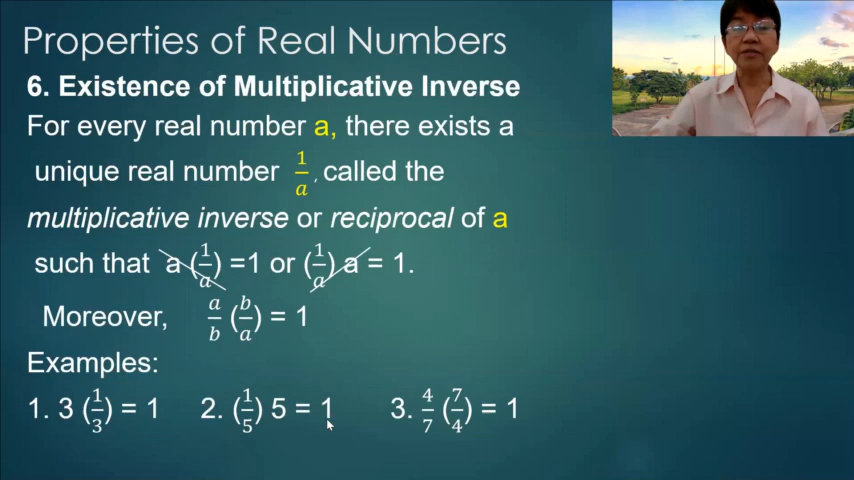 Properties of Real Numbers
6. Existence of Multiplicative Inverse
For every real number a, there exists a
unique real number 1/a, called the
multiplicative inverse or reciprocal of a
such that a (1/a) =1 or (1/a) a = 1.
Moreover, a/b (b/a) = 1
Examples:
1. 3 (1/3) = 1 2. (1/5) 5 = 1 3. 4/7 (7/4) = 1